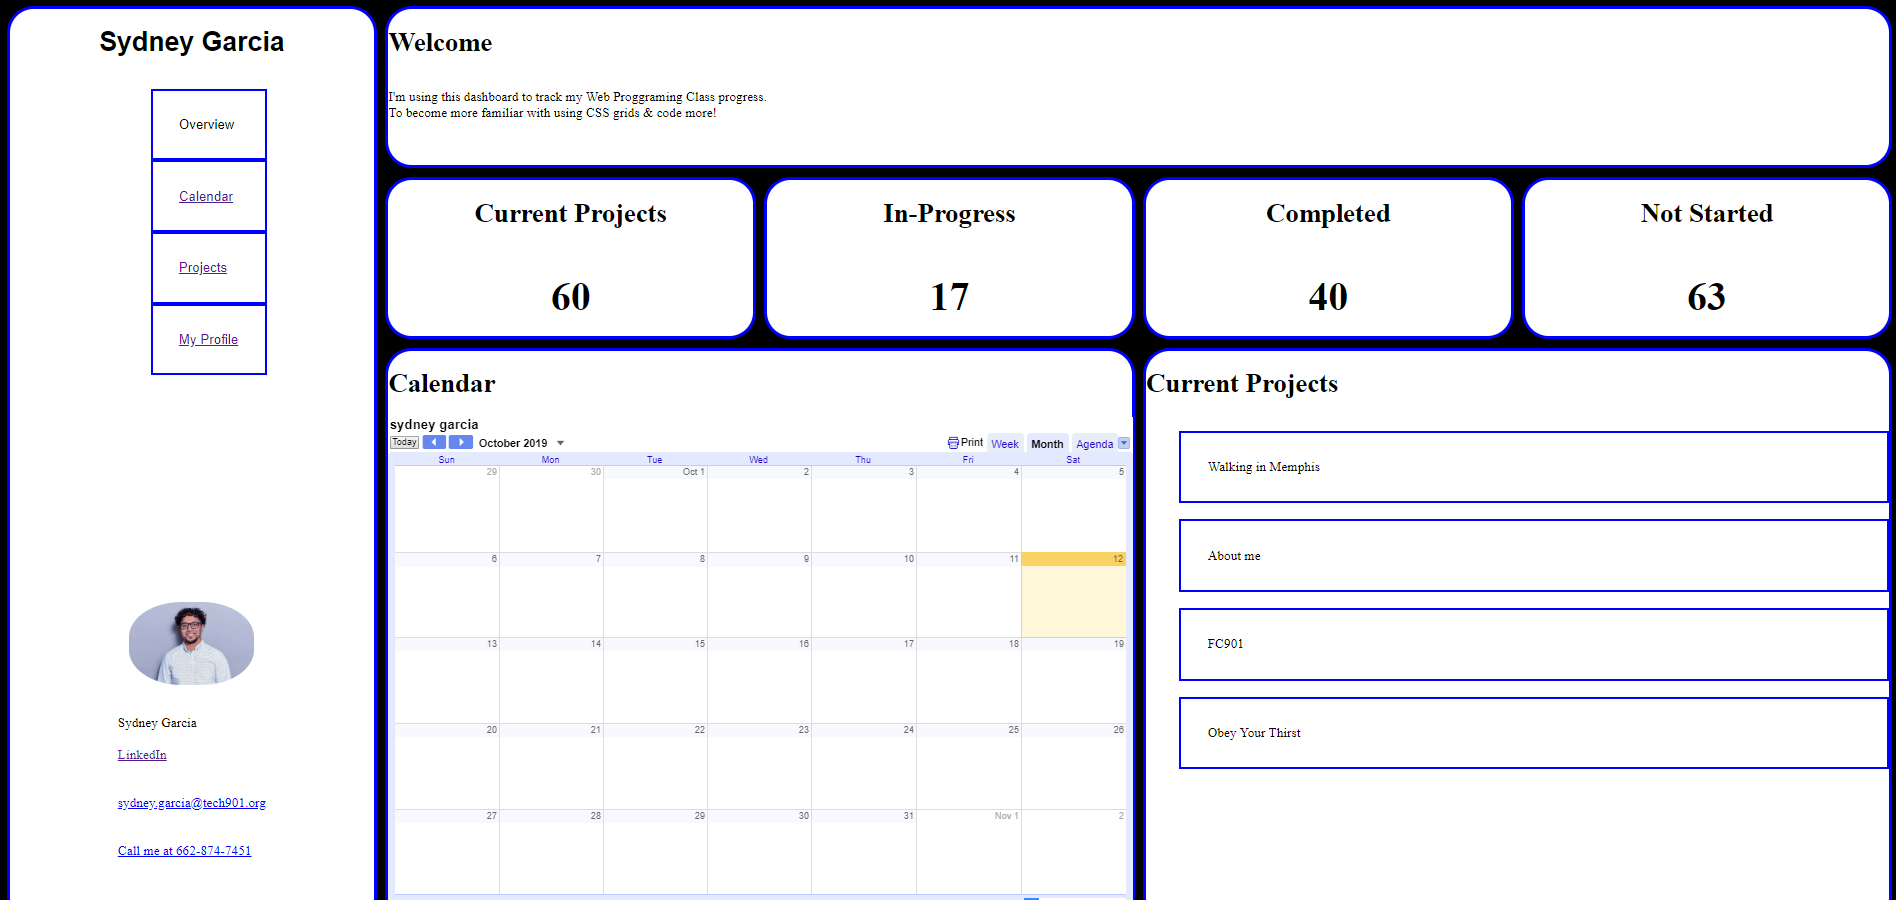 Sydney Garcia
Overview
Calendar
Projects
My Profile
Sydney Garcia
LinkedIn
sydney.garcia@tech901.org
Call me at 662-874-7451
Welcome
I'm using this dashboard to track my Web Proggraming Class progress.
To become more familiar with using CSS grids & code more!
Current Projects
60
In-Progress
17
Completed
40
Not Started
63
Calendar
sydney garcia
Today October 2019 Print Week Month Agenda
Sun Mon Tue Wed Thu Fri Sat
29 30 Oct 1 2 3 4 5
6 7 8 9 10 11 12
13 14 15 16 17 18 19
20 21 22 23 24 25 26
27 28 29 30 31 Nov 1 2
Current Projects
Walking in Memphis
About me
FC901
Obey Your Thirst